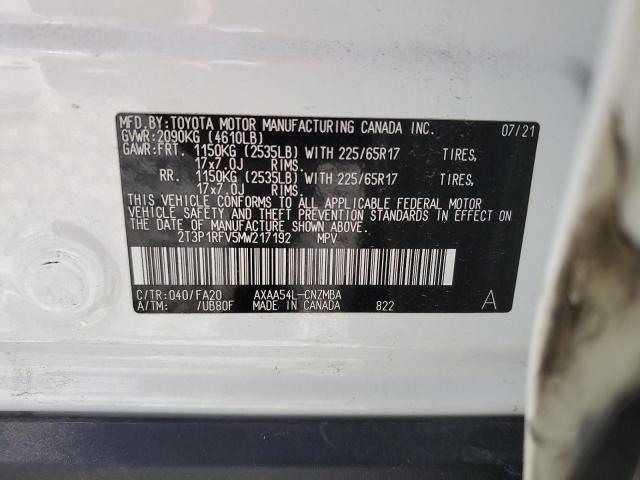 MFD.BY:TOYOTA MOTOR MANUFACTURING CANADA INC. 07/21
GVWR:2090KG (4610LB)
GAWR:FRT. 1150KG (2535LB) WITH 225/65R17 TIRES,
17x7.0J RIMS.
RR. 1150KG (2535LB) WITH 225/65R17 TIRES,
17x7.0J RIMS.
THIS VEHICLE CONFORMS TO ALL APPLICABLE FEDERAL MOTOR
VEHICLE SAFETY AND THEFT PREVENTION STANDARDS IN EFFECT ON
THE DATE OF MANUFACTURE SHOWN ABOVE.
2T3P1RFV5MW217192 MPV
C/TR:040/FA20 AXAA54L-CNZMBA A
A/TM: /UB80F MADE IN CANADA 822